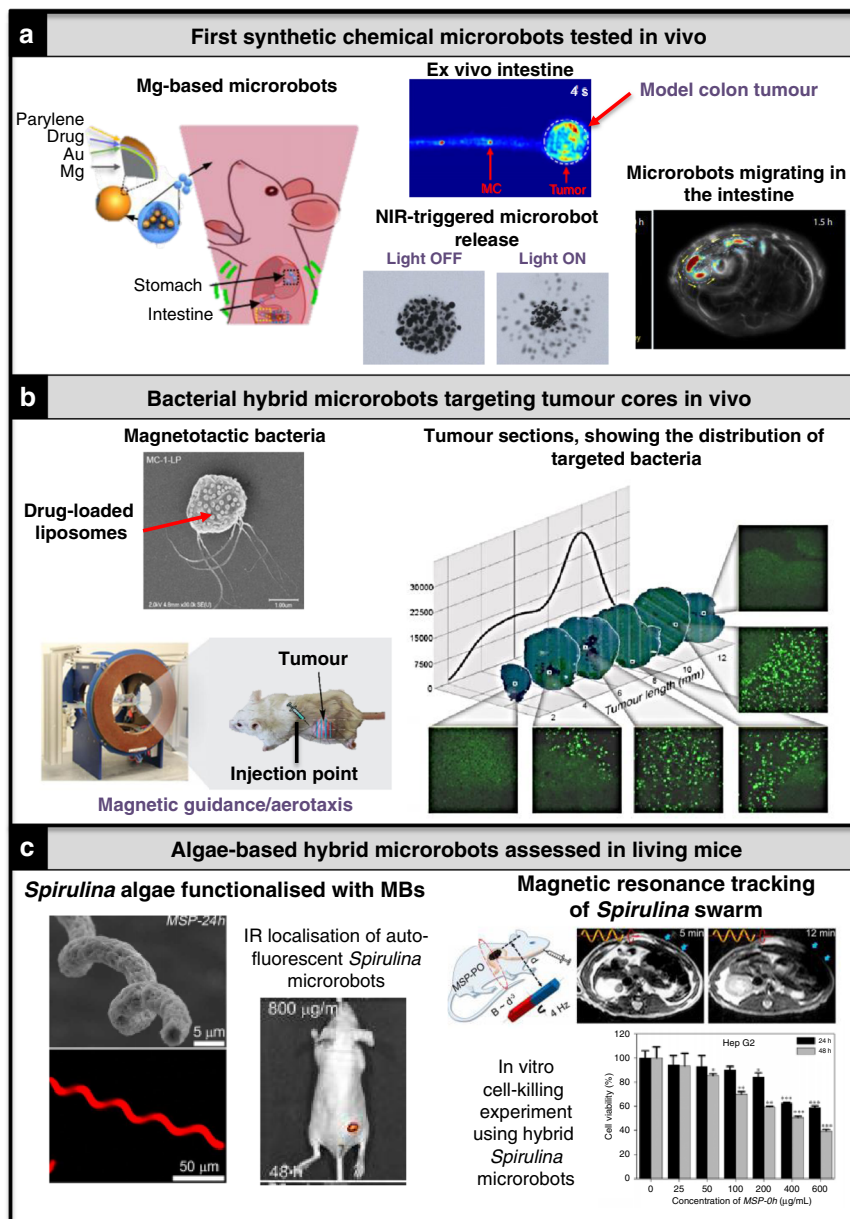 a
First synthetic chemical microrobots tested in vivo
Mg-based microrobots
Parylene
Drug
Au
Mg
Stomach
Intestine
Ex vivo intestine
4 s
MC
Tumor
Model colon tumour
NIR-triggered microrobot
release
Light OFF
Light ON
Microrobots migrating in
the intestine
h
1.5 h
b
Bacterial hybrid microrobots targeting tumour cores in vivo
Magnetotactic bacteria
MC-1-LP
Drug-loaded
liposomes
1.00um
Tumour
Injection point
Magnetic guidance/aerotaxis
Tumour sections, showing the distribution of
targeted bacteria
30000
22500
15000
7500
0
2
4
6
8
10
12
Tumour length (mm)
c
Algae-based hybrid microrobots assessed in living mice
Spirulina algae functionalised with MBs
MSP-24h
5 µm
50 µm
IR localisation of auto-
fluorescent Spirulina
microrobots
800 µg/ml
48 h
Magnetic resonance tracking
of Spirulina swarm
MSP-PO
d
B ~ d⁻³
4 Hz
5 min
12 min
In vitro
cell-killing
experiment
using hybrid
Spirulina
microrobots
Hep G2
24 h
48 h
Cell viability (%)
120
100
80
60
40
20
0
*
**
*
**
***
***
***
***
0 25 50 100 200 400 600
Concentration of MSP-0h (µg/mL)